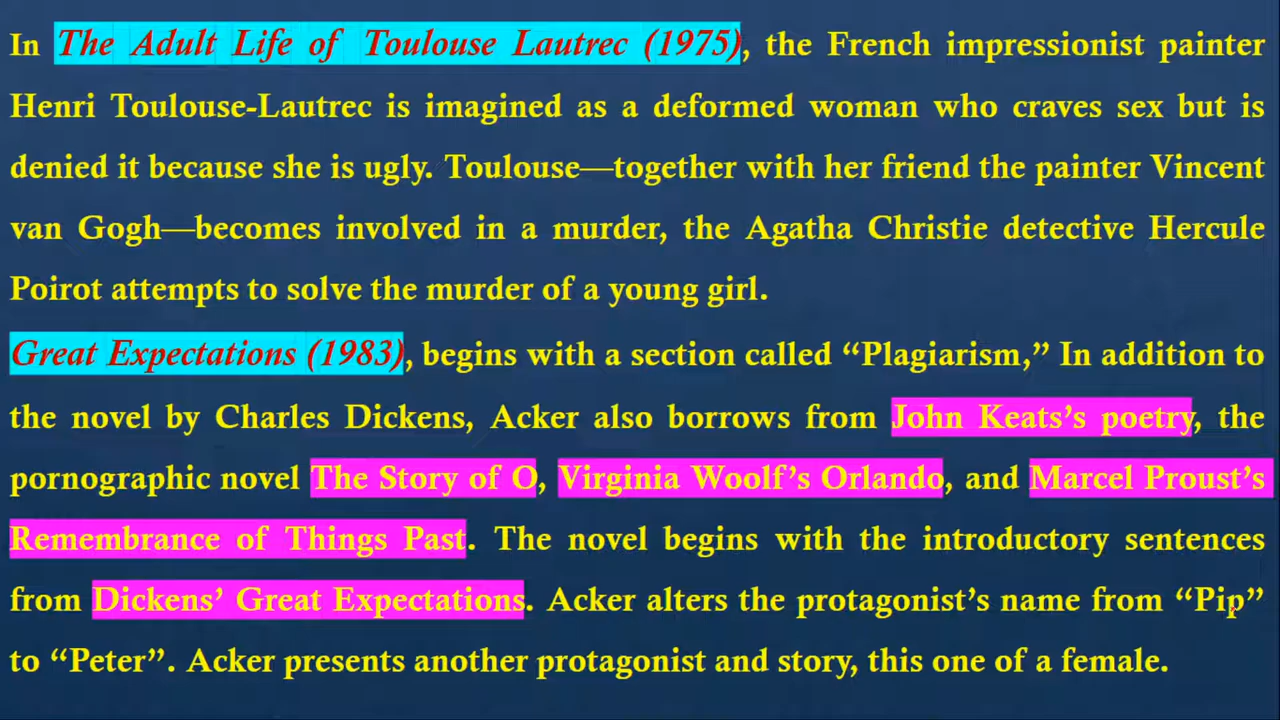 In The Adult Life of Toulouse Lautrec (1975), the French impressionist painter
Henri Toulouse-Lautrec is imagined as a deformed woman who craves sex but is
denied it because she is ugly. Toulouse—together with her friend the painter Vincent
van Gogh—becomes involved in a murder, the Agatha Christie detective Hercule
Poirot attempts to solve the murder of a young girl.
Great Expectations (1983), begins with a section called “Plagiarism,” In addition to
the novel by Charles Dickens, Acker also borrows from John Keats’s poetry, the
pornographic novel The Story of O, Virginia Woolf’s Orlando, and Marcel Proust’s
Remembrance of Things Past. The novel begins with the introductory sentences
from Dickens’ Great Expectations. Acker alters the protagonist’s name from “Pip”
to “Peter”. Acker presents another protagonist and story, this one of a female.